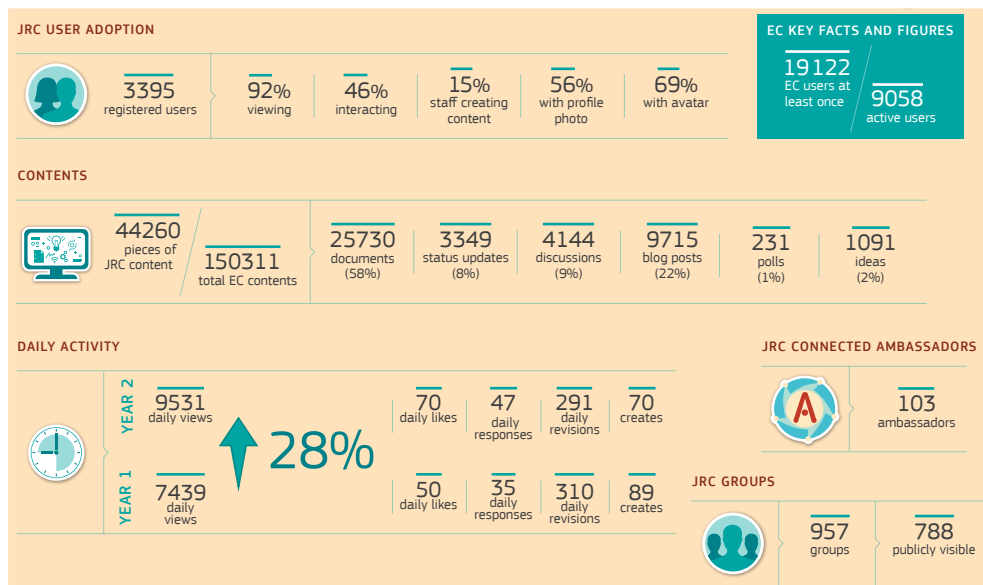 JRC USER ADOPTION
3395
registered users
92%
viewing
46%
interacting
15%
staff creating
content
56%
with profile
photo
69%
with avatar
EC KEY FACTS AND FIGURES
19122
EC users at
least once
9058
active users
CONTENTS
44260
pieces of
JRC content
150311
total EC contents
25730
documents
(58%)
3349
status updates
(8%)
4144
discussions
(9%)
9715
blog posts
(22%)
231
polls
(1%)
1091
ideas
(2%)
DAILY ACTIVITY
YEAR 2
9531
daily views
28%
70
daily likes
47
daily
responses
291
daily
revisions
70
creates
YEAR 1
7439
daily
views
50
daily likes
35
daily
responses
310
daily
revisions
89
creates
JRC CONNECTED AMBASSADORS
A
103
ambassadors
JRC GROUPS
957
groups
788
publicly visible